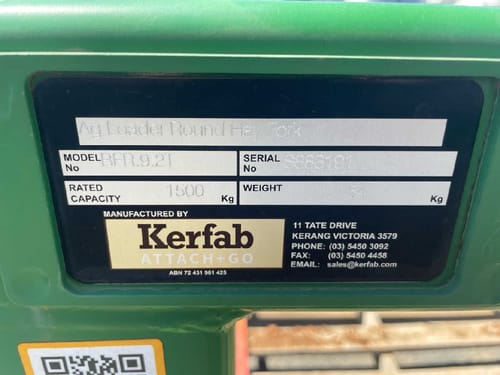 Ag Loader Round Hay Fork
MODEL No BFR.9.2T SERIAL No
RATED CAPACITY 1500 Kg WEIGHT Kg
MANUFACTURED BY
Kerfab
ATTACH+GO
ABN 72 431 961 425
11 TATE DRIVE
KERANG VICTORIA 3579
PHONE: (03) 5450 3092
FAX: (03) 5450 4458
EMAIL: sales@kerfab.com